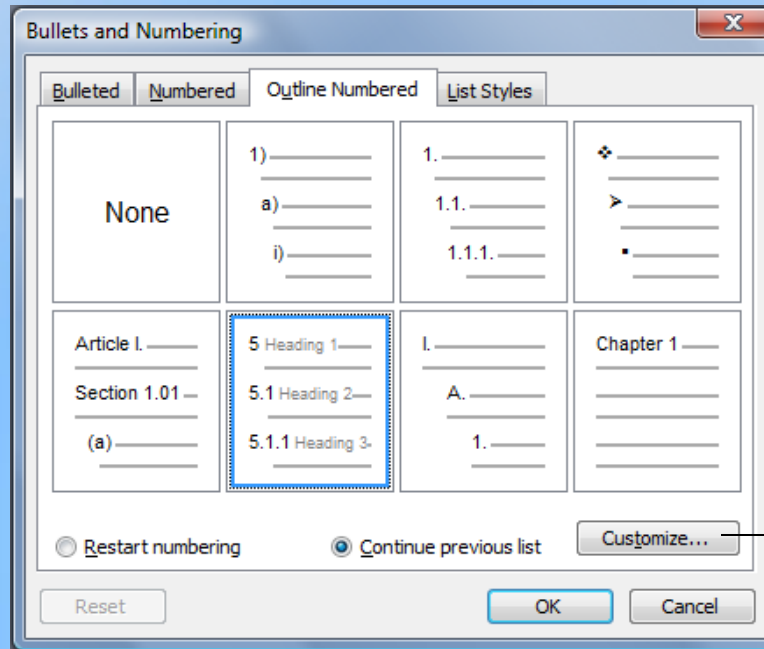 Bullets and Numbering
X
Bulleted Numbered Outline Numbered List Styles
None
1)
a)
i)
1.
1.1.
1.1.1.
Article I.
Section 1.01
(a)
5 Heading 1
5.1 Heading 2
5.1.1 Heading 3
I.
A.
1.
Chapter 1
Restart numbering Continue previous list Customize...
Reset OK Cancel